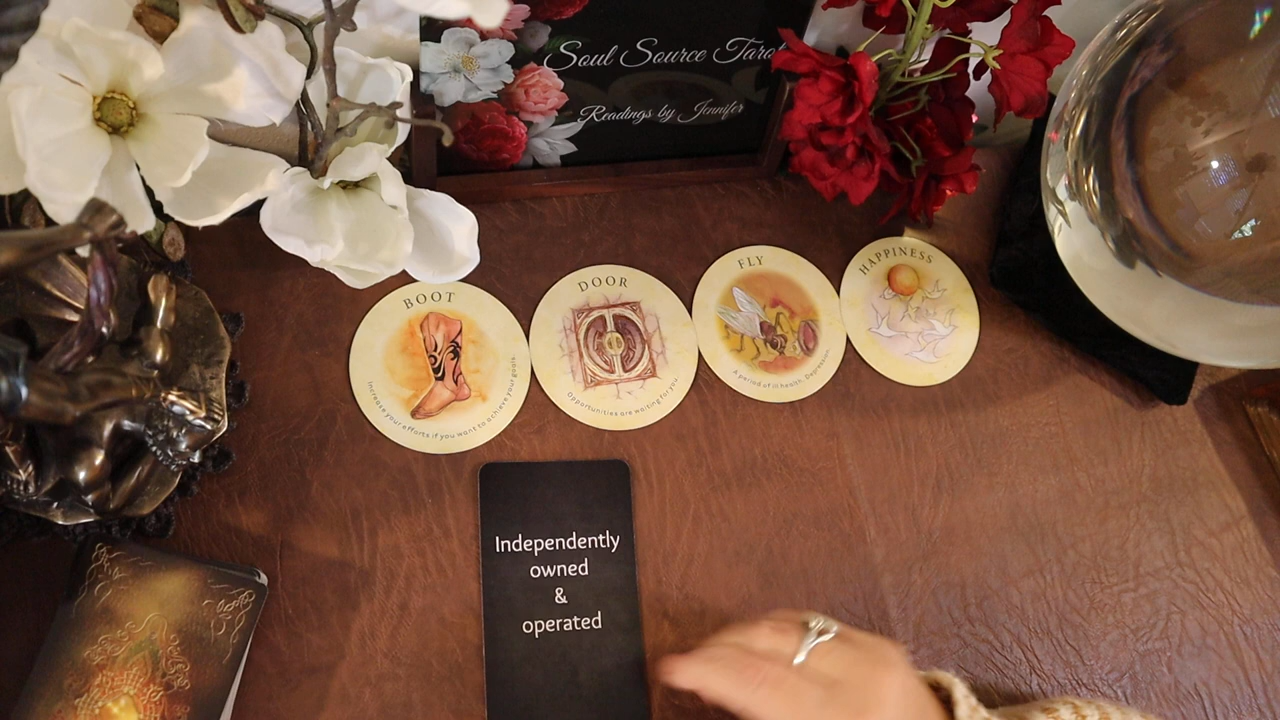 Soul Source Tarot
Readings by Jennifer
BOOT
Increase your efforts if you want to achieve your goals.
DOOR
Opportunities are waiting for you.
FLY
A period of ill health. Depression.
HAPPINESS
Independently
owned
&
operated